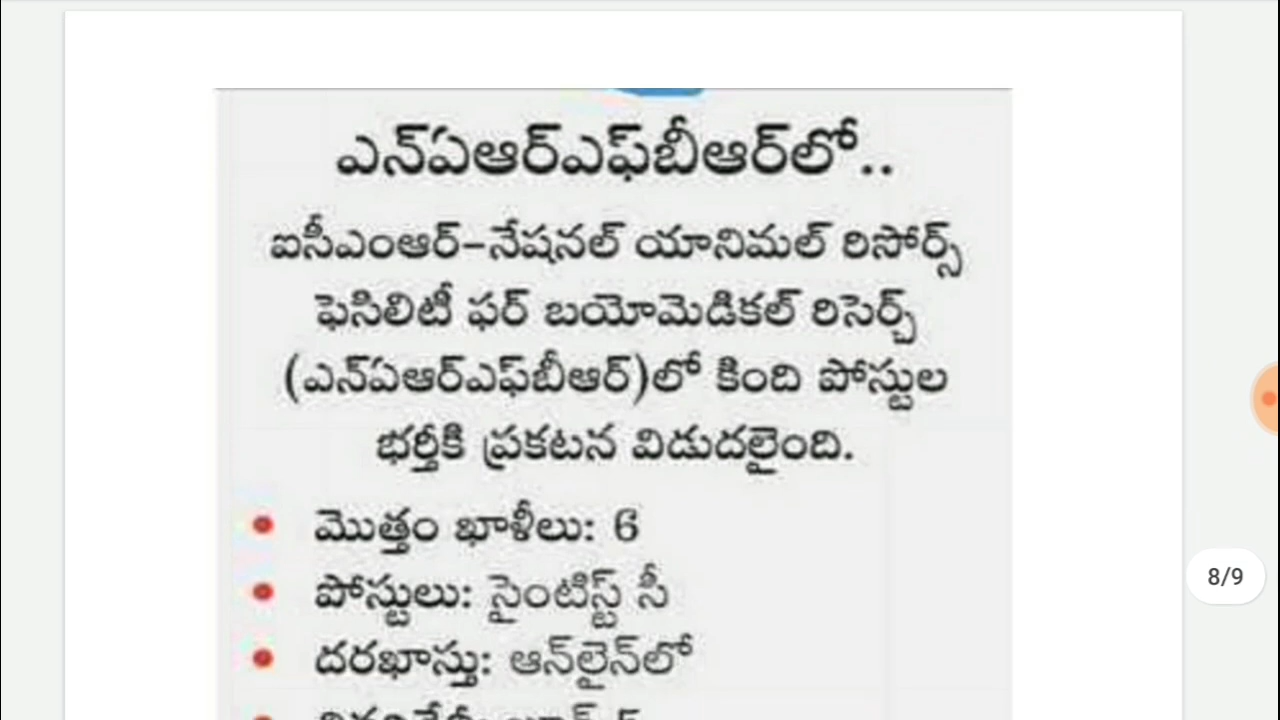 ఎన్ఏఆర్ఎఫ్‌బీఆర్‌లో..
ఐసీఎంఆర్-నేషనల్ యానిమల్ రిసోర్స్
ఫెసిలిటీ ఫర్ బయోమెడికల్ రిసెర్చ్
(ఎన్ఏఆర్ఎఫ్‌బీఆర్)లో కింది పోస్టుల
భర్తీకి ప్రకటన విడుదలైంది.
• మొత్తం ఖాళీలు: 6
• పోస్టులు: సైంటిస్ట్ సీ
• దరఖాస్తు: ఆన్‌లైన్‌లో
8/9